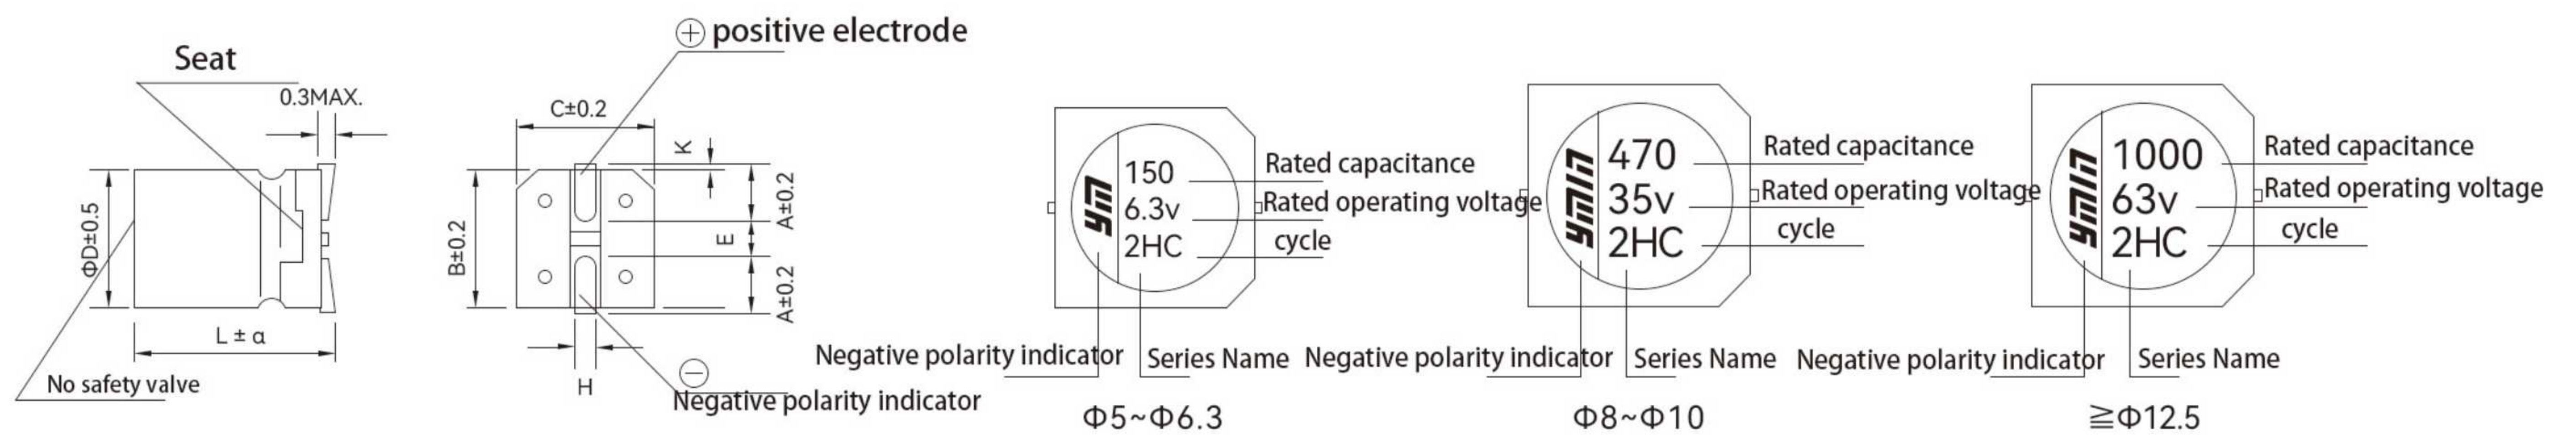 Seat
0.3MAX.
ΦD±0.5
L ± α
No safety valve
⊕ positive electrode
C±0.2
K
B±0.2
A±0.2
E
A±0.2
H
⊖
Negative polarity indicator
ym
150
6.3v
2HC
Rated capacitance
Rated operating voltage
cycle
Negative polarity indicator
Series Name
Φ5~Φ6.3
ymin
470
35v
2HC
Rated capacitance
Rated operating voltage
cycle
Negative polarity indicator
Series Name
Φ8~Φ10
ymin
1000
63v
2HC
Rated capacitance
Rated operating voltage
cycle
Negative polarity indicator
Series Name
≧Φ12.5